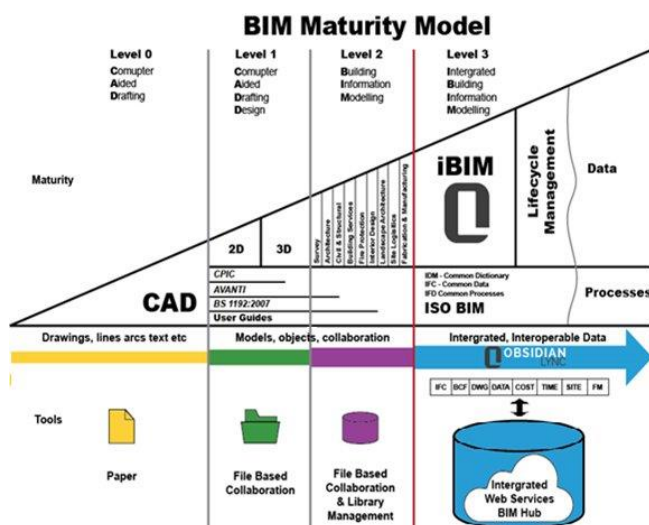 BIM Maturity Model
Level 0
Comupter
Aided
Drafting
Level 1
Comupter
Aided
Drafting
Design
Level 2
Building
Information
Modelling
Level 3
Intergrated
Building
Information
Modelling
Maturity
2D
3D
Survey
Architecture
Civil & Structural
Building Services
Fire Protection
Interior Design
Landscape Architecture
Site Logistics
Fabrication & Manufacturing
iBIM
Lifecycle
Management
Data
CAD
CPIC
AVANTI
BS 1192:2007
User Guides
IDM - Common Dictionary
IFC - Common Data
IFD Common Processes
ISO BIM
Processes
Drawings, lines arcs text etc
Models, objects, collaboration
Intergrated, Interoperable Data
OBSIDIAN
LYNC
IFC BCF DWG DATA COST TIME SITE FM
Tools
Paper
File Based
Collaboration
File Based
Collaboration
& Library
Management
Intergrated
Web Services
BIM Hub